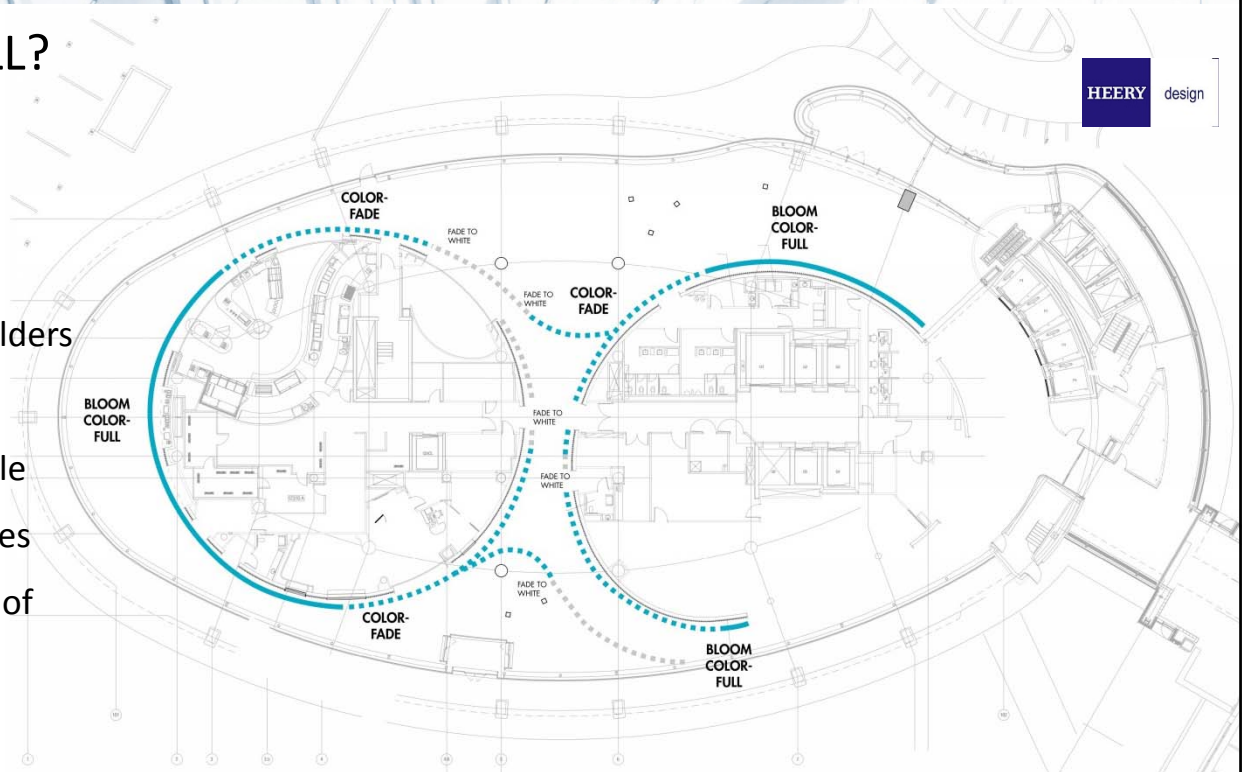 LL?
HEERY design
COLOR-
FADE
FADE TO
WHITE
BLOOM
COLOR-
FULL
FADE TO
WHITE
COLOR-
FADE
lders
BLOOM
COLOR-
FULL
FADE TO
WHITE
le
FADE TO
WHITE
es
of
FADE TO
WHITE
COLOR-
FADE
BLOOM
COLOR-
FULL